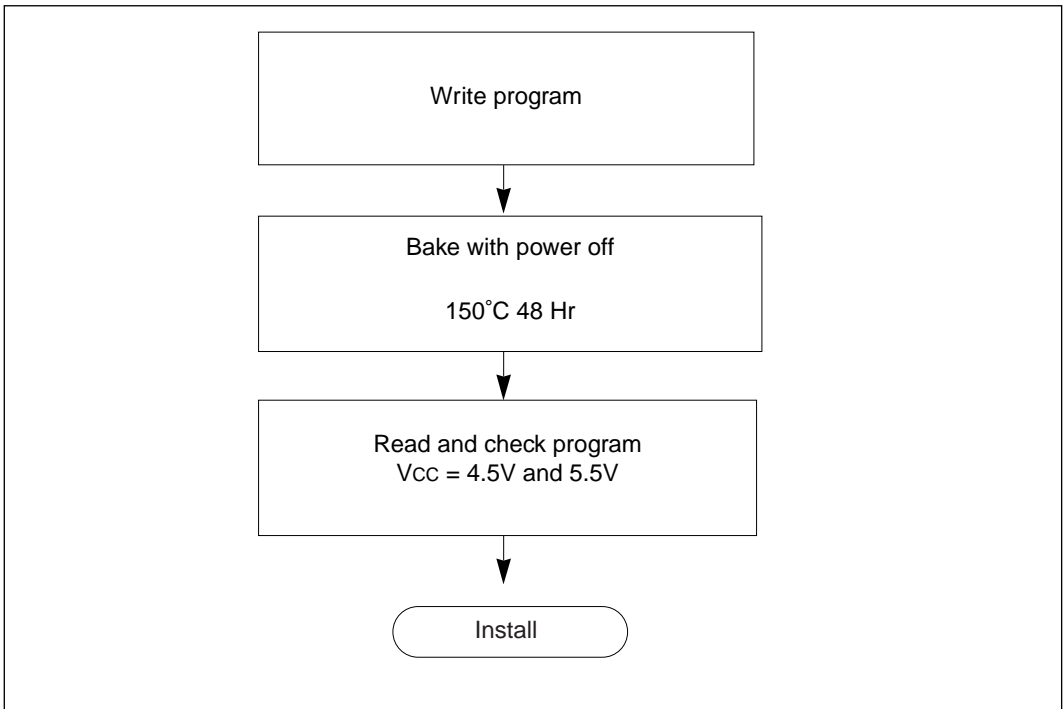 Write program
Bake with power off
150°C 48 Hr
Read and check program
VCC = 4.5V and 5.5V
Install